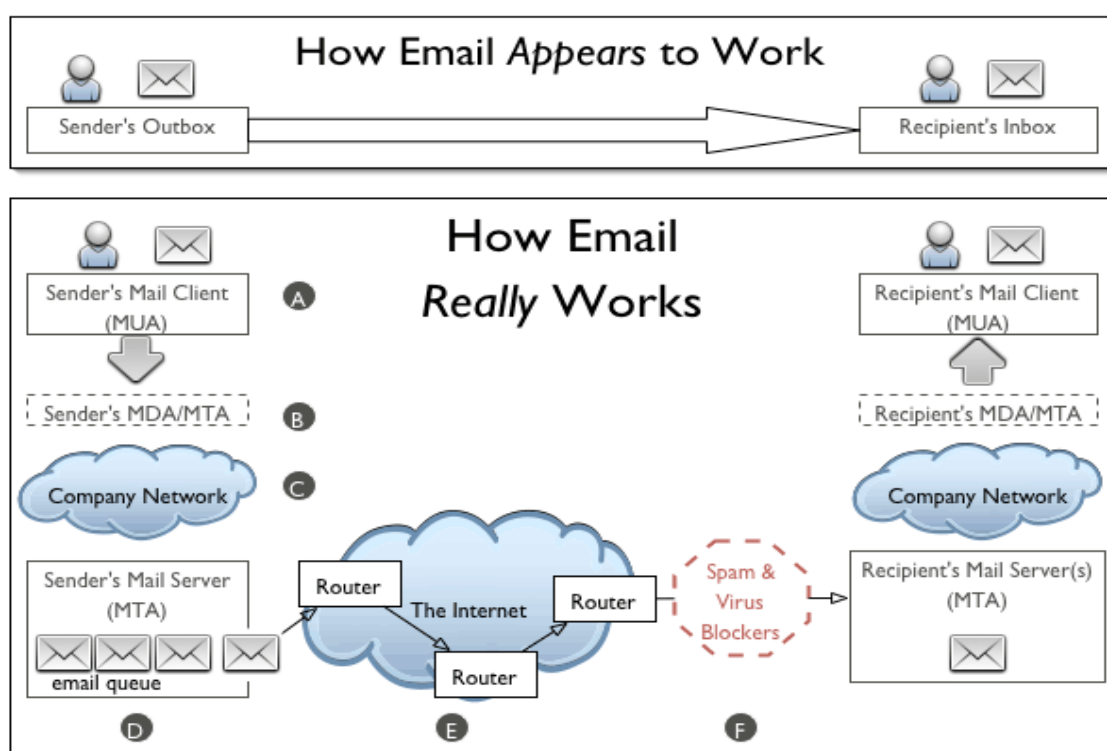 How Email Appears to Work
Sender's Outbox
Recipient's Inbox
How Email
Really Works
Sender's Mail Client
(MUA)
A
Recipient's Mail Client
(MUA)
Sender's MDA/MTA
B
Recipient's MDA/MTA
Company Network
C
Company Network
Sender's Mail Server
(MTA)
email queue
Router
The Internet
Router
Router
Spam &
Virus
Blockers
Recipient's Mail Server(s)
(MTA)
D
E
F